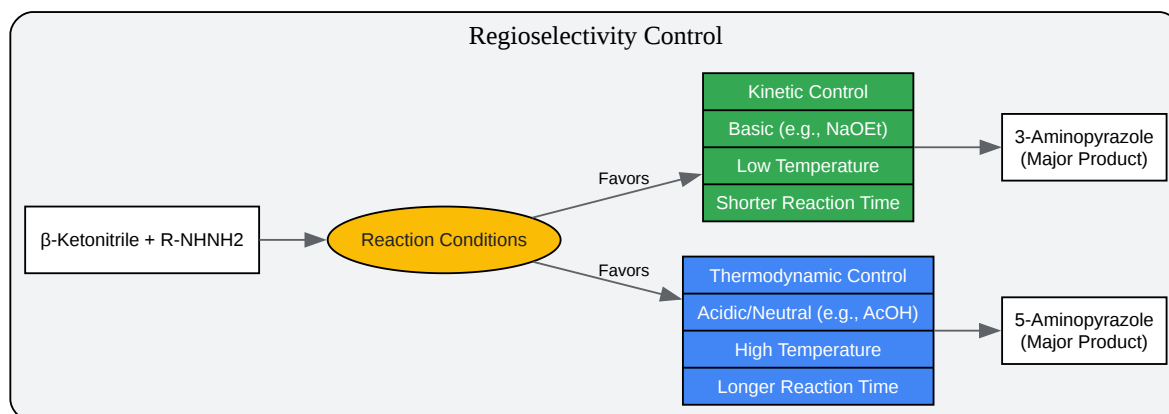 Regioselectivity Control
β-Ketonitrile + R-NHNH2
Reaction Conditions
Favors
Kinetic Control
Basic (e.g., NaOEt)
Low Temperature
Shorter Reaction Time
3-Aminopyrazole
(Major Product)
Favors
Thermodynamic Control
Acidic/Neutral (e.g., AcOH)
High Temperature
Longer Reaction Time
5-Aminopyrazole
(Major Product)